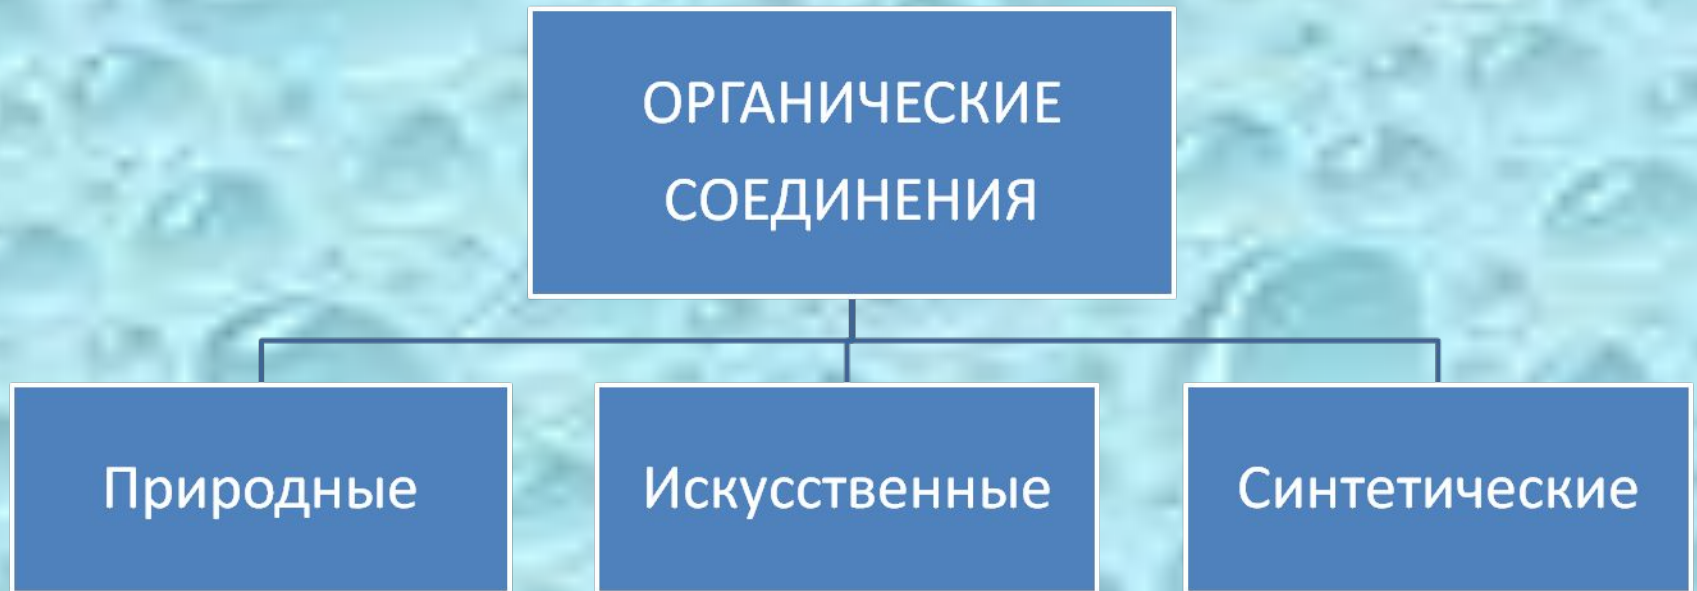 ОРГАНИЧЕСКИЕ
СОЕДИНЕНИЯ
Природные
Искусственные
Синтетические